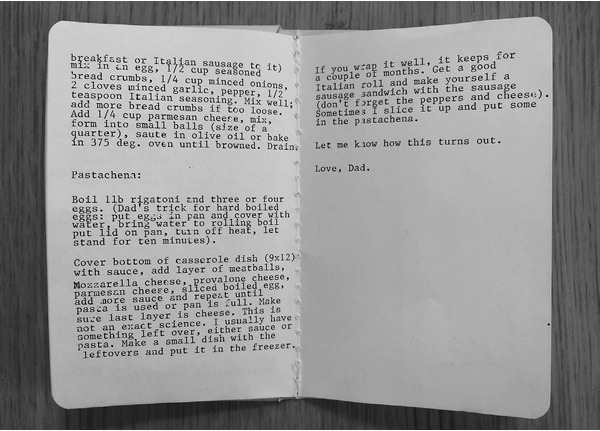 breakfast or Italian sausage to it)
mix in an egg, 1/2 cup seasoned
bread crumbs, 1/4 cup minced onions,
2 cloves minced garlic, pepper, 1/2
teaspoon Italian seasoning. Mix well;
add more bread crumbs if too loose.
Add 1/4 cup parmesan cheese, mix,
form into small balls (size of a
quarter), saute in olive oil or bake
in 375 deg. oven until browned. Drain.
Pastachena:
Boil 1lb rigatoni and three or four
eggs. (Dad's trick for hard boiled
eggs: put eggs in pan and cover with
water, bring water to rolling boil
put lid on pan, turn off heat, let
stand for ten minutes).
Cover bottom of casserole dish (9x12)
with sauce, add layer of meatballs,
Mozzarella cheese, provalone cheese,
parmesan cheese, sliced boiled egg,
add more sauce and repeat until
pasta is used or pan is full. Make
sure last layer is cheese. This is
not an exact science. I usually have
something left over, either sauce or
pasta. Make a small dish with the
leftovers and put it in the freezer.
If you wrap it well, it keeps for
a couple of months. Get a good
Italian roll and make yourself a
sausage sandwich with the sausage
(don't forget the peppers and cheese).
Sometimes I slice it up and put some
in the pastachena.
Let me know how this turns out.
Love, Dad.